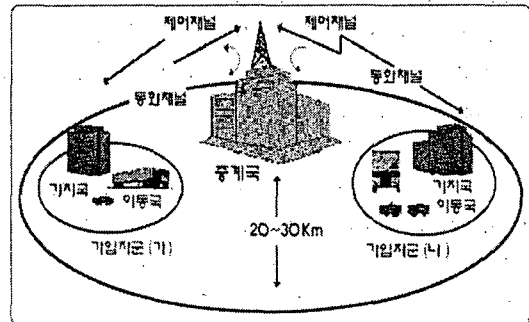 제어채널 제어채널
통화채널 통화채널
중계국
기지국 이동국
기지국
이동국
20~30Km
가입자군(가) 가입자군(나)